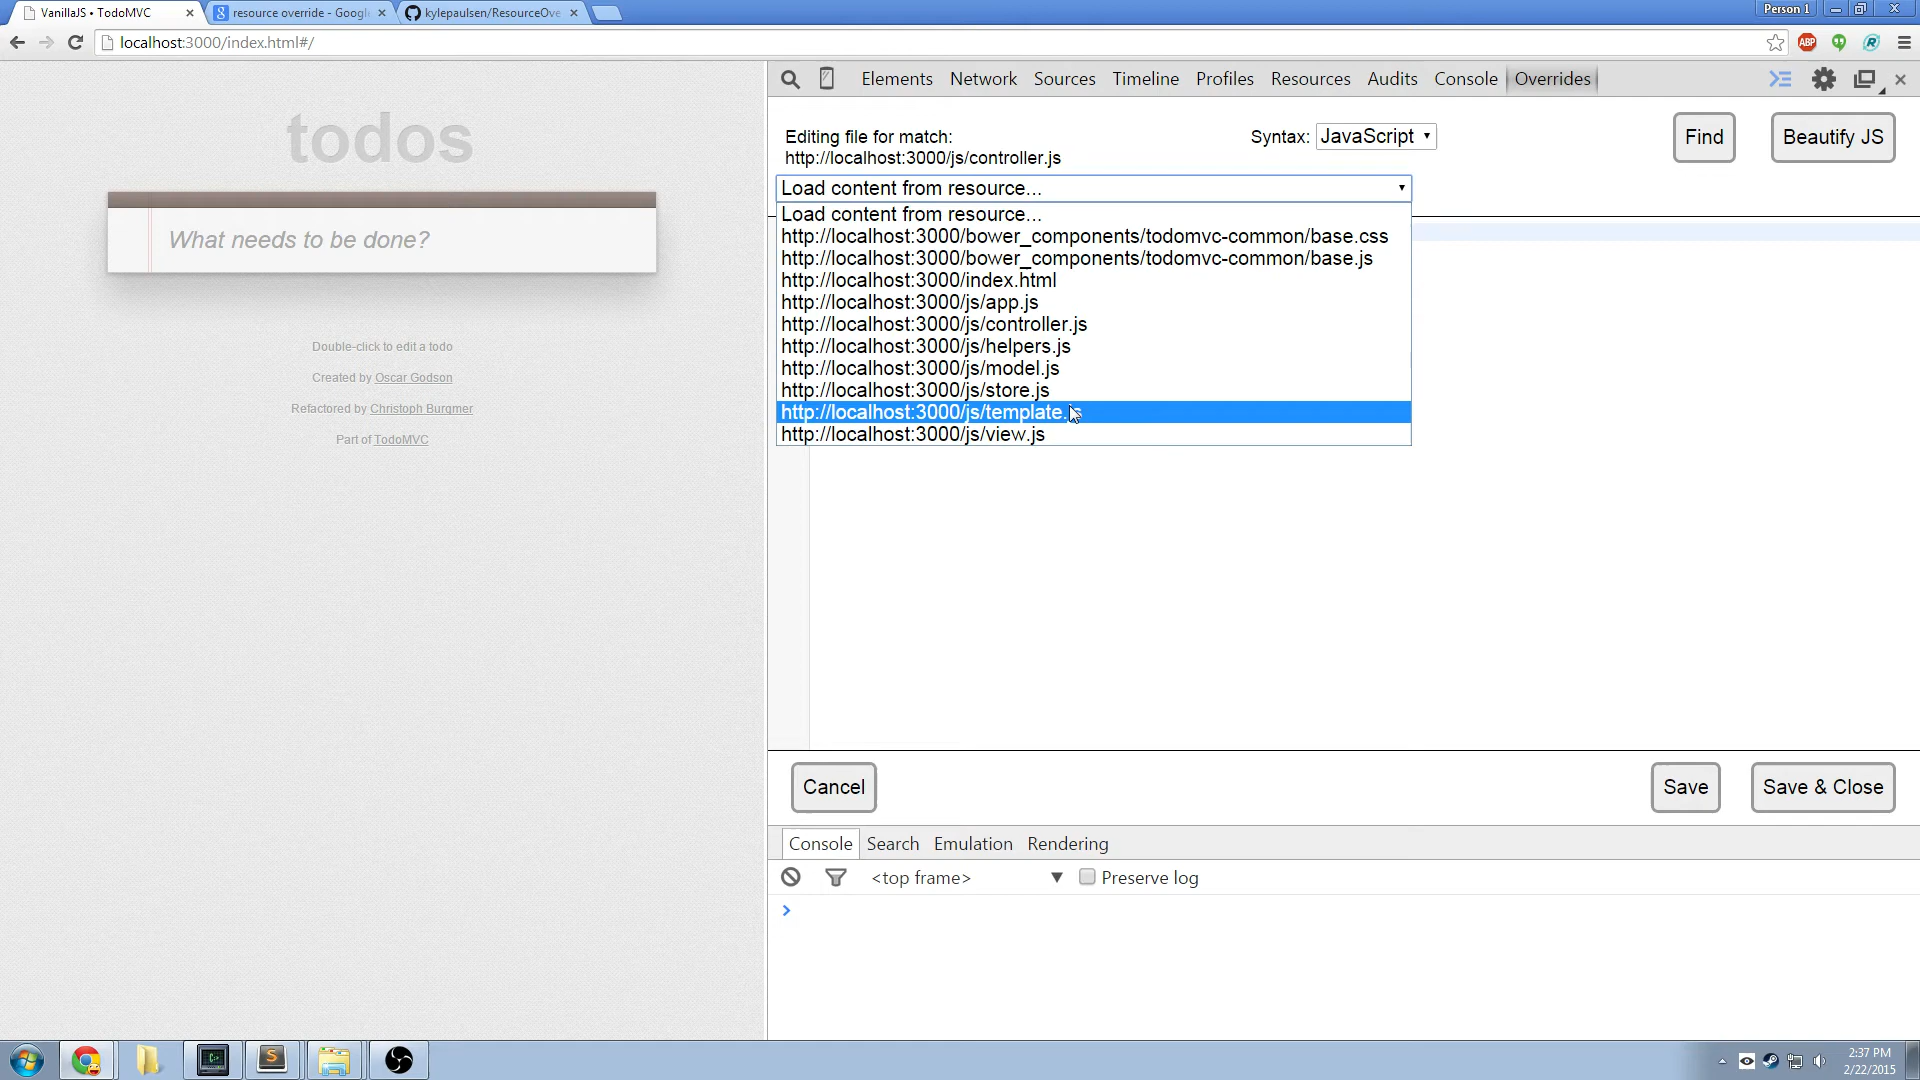 VanillaJS • TodoMVC
resource override - Google
kylepaulsen/ResourceOve
Person 1
localhost:3000/index.html#/
ABP
Elements Network Sources Timeline Profiles Resources Audits Console Overrides
todos
What needs to be done?
Double-click to edit a todo
Created by Oscar Godson
Refactored by Christoph Burgmer
Part of TodoMVC
Editing file for match:
http://localhost:3000/js/controller.js
Syntax: JavaScript
Find
Beautify JS
Load content from resource...
Load content from resource...
http://localhost:3000/bower_components/todomvc-common/base.css
http://localhost:3000/bower_components/todomvc-common/base.js
http://localhost:3000/index.html
http://localhost:3000/js/app.js
http://localhost:3000/js/controller.js
http://localhost:3000/js/helpers.js
http://localhost:3000/js/model.js
http://localhost:3000/js/store.js
http://localhost:3000/js/template.js
http://localhost:3000/js/view.js
Cancel
Save
Save & Close
Console Search Emulation Rendering
<top frame>
Preserve log
2:37 PM
2/22/2015